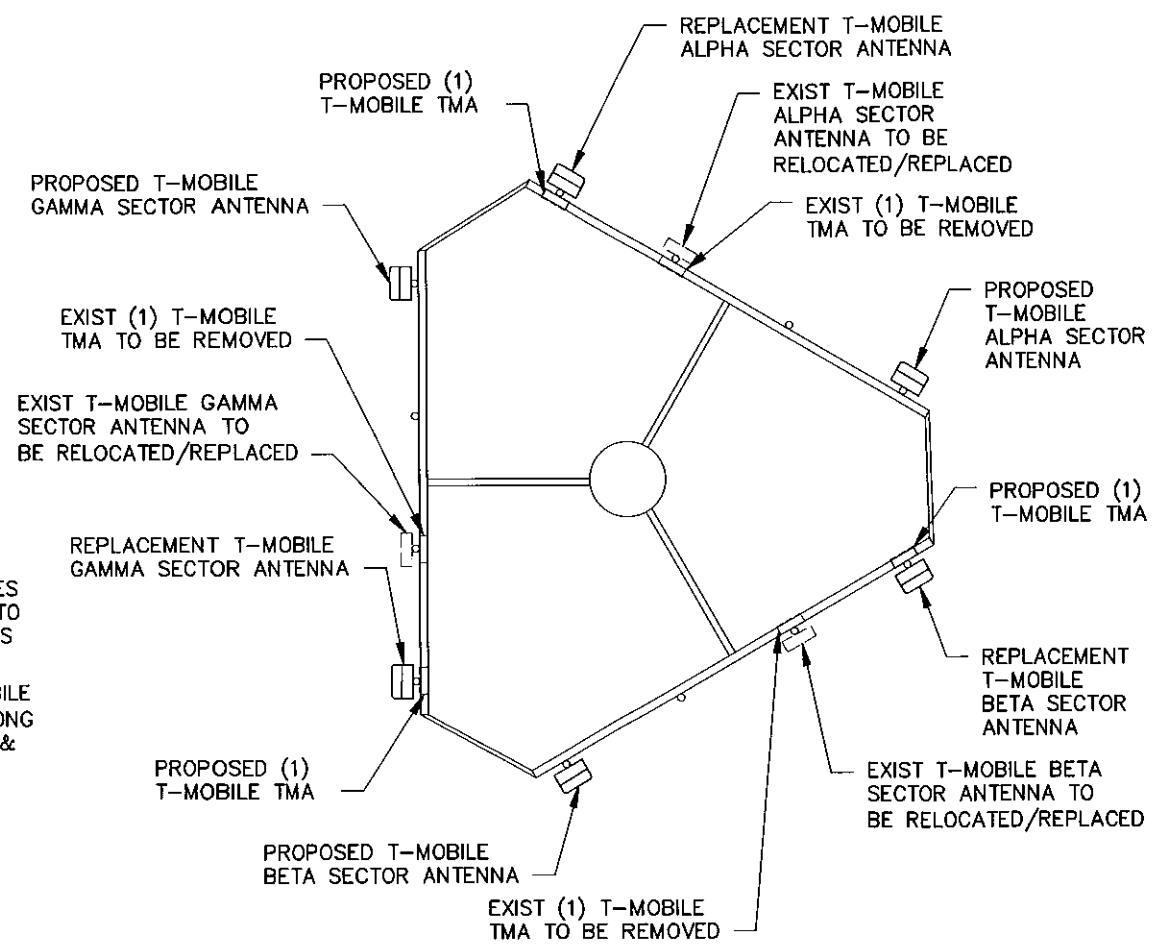 REPLACEMENT T-MOBILE
ALPHA SECTOR ANTENNA
PROPOSED (1)
T-MOBILE TMA
EXIST T-MOBILE
ALPHA SECTOR
ANTENNA TO BE
RELOCATED/REPLACED
PROPOSED T-MOBILE
GAMMA SECTOR ANTENNA
EXIST (1) T-MOBILE
TMA TO BE REMOVED
PROPOSED
T-MOBILE
ALPHA SECTOR
ANTENNA
EXIST (1) T-MOBILE
TMA TO BE REMOVED
EXIST T-MOBILE GAMMA
SECTOR ANTENNA TO
BE RELOCATED/REPLACED
PROPOSED (1)
T-MOBILE TMA
REPLACEMENT T-MOBILE
GAMMA SECTOR ANTENNA
ES
TO
S
BILE
ONG
&
REPLACEMENT
T-MOBILE
BETA SECTOR
ANTENNA
PROPOSED (1)
T-MOBILE TMA
EXIST T-MOBILE BETA
SECTOR ANTENNA TO
BE RELOCATED/REPLACED
PROPOSED T-MOBILE
BETA SECTOR ANTENNA
EXIST (1) T-MOBILE
TMA TO BE REMOVED